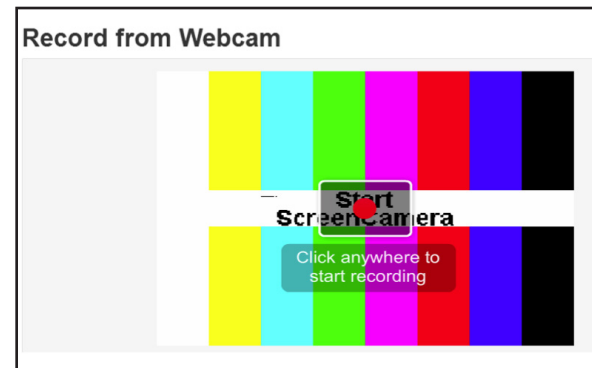 Record from Webcam
Start
ScreenCamera
Click anywhere to
start recording